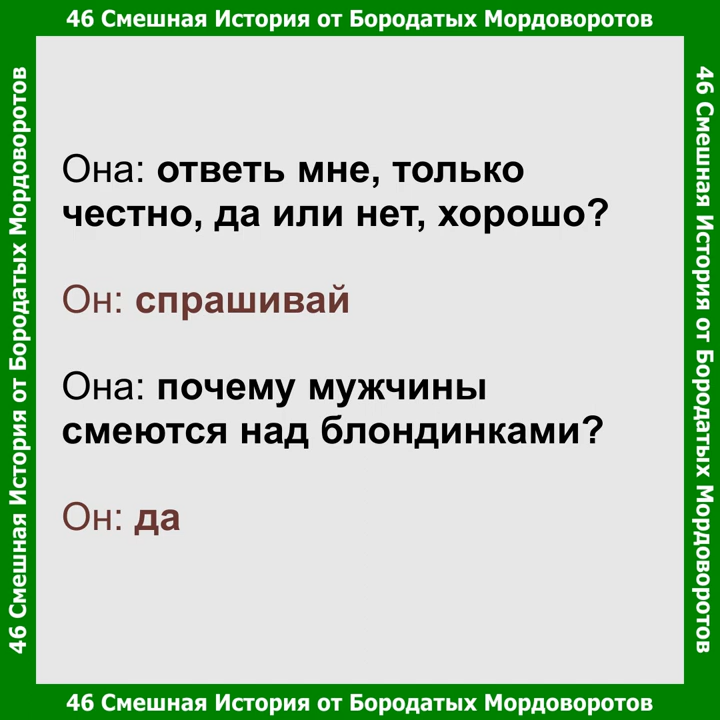 46 Смешная История от Бородатых Мордоворотов
46 Смешная История от Бородатых Мордоворотов
46 Смешная История от Бородатых Мордоворотов
Она: ответь мне, только
честно, да или нет, хорошо?
Он: спрашивай
Она: почему мужчины
смеются над блондинками?
Он: да
46 Смешная История от Бородатых Мордоворотов